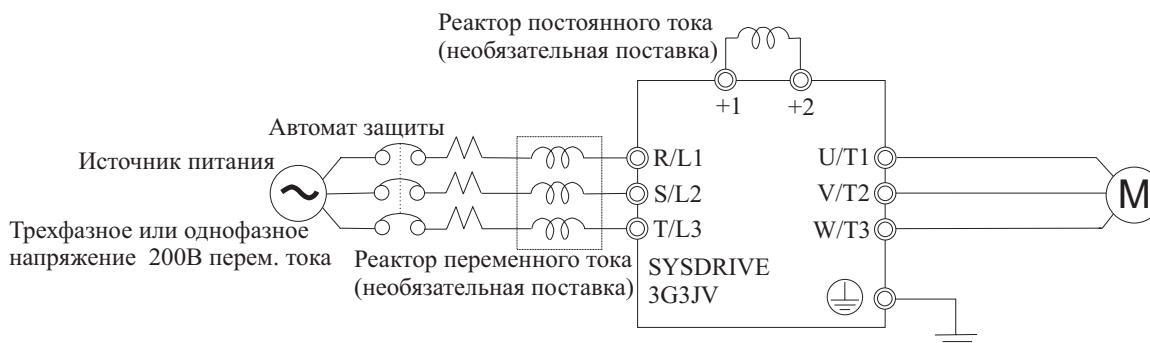 Реактор постоянного тока
(необязательная поставка)
+1
+2
Автомат защиты
Источник питания
R/L1
U/T1
S/L2
V/T2
M
T/L3
W/T3
Трехфазное или однофазное
напряжение 200В перем. тока
Реактор переменного тока
(необязательная поставка)
SYSDRIVE
3G3JV